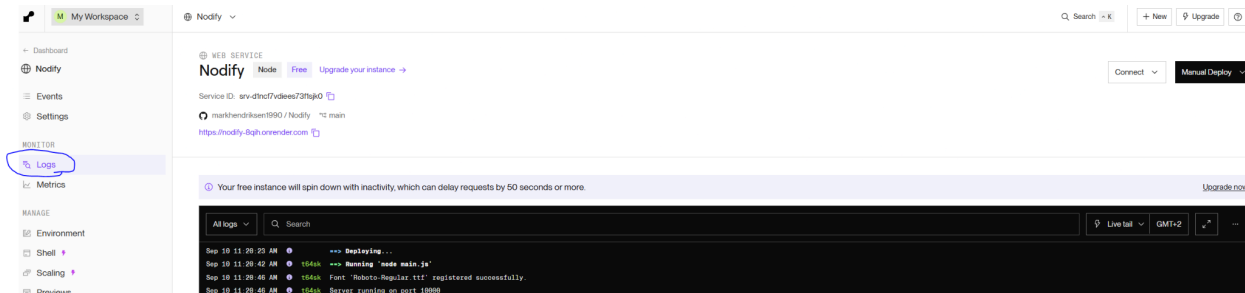 M My Workspace
Nodify
Search ⌃ K
+ New
Upgrade
← Dashboard
Nodify
Events
Settings
MONITOR
Logs
Metrics
MANAGE
Environment
Shell
Scaling
Previews
WEB SERVICE
Nodify Node Free Upgrade your instance →
Connect
Manual Deploy
Service ID: srv-d1ncf7vdiees73ftsjk0
markhendriksen1990 / Nodify main
https://nodify-8qih.onrender.com
Your free instance will spin down with inactivity, which can delay requests by 50 seconds or more.
Upgrade now
All logs Search Live tail GMT+2 ...
Sep 10 11:20:23 AM ==> Deploying...
Sep 10 11:20:42 AM t64sk ==> Running 'node main.js'
Sep 10 11:20:46 AM t64sk Font 'Roboto-Regular.ttf' registered successfully.
Sep 10 11:20:46 AM t64sk Server running on port 10000